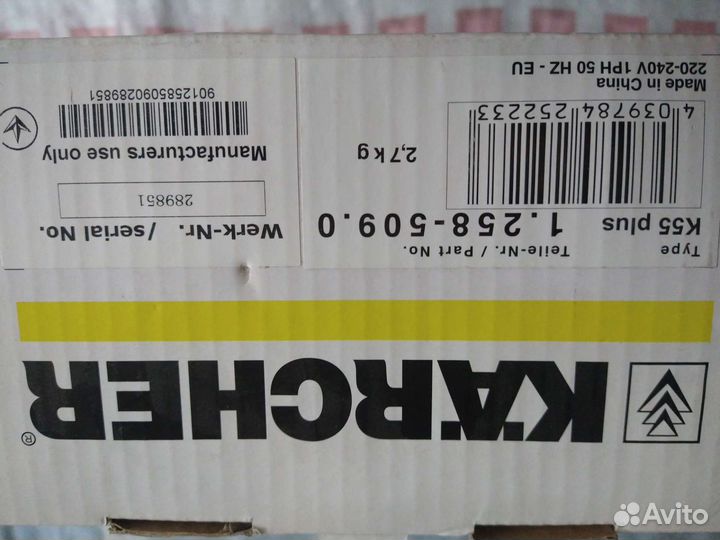 KÄRCHER ®
Type
K55 plus
Teile-Nr. / Part No.
1.258-509.0
4 039784 252233
2,7 kg
Made in China
220-240V 1PH 50 HZ - EU
Werk-Nr. / serial No.
289851
Manufacturers use only
9012585090289851
Avito